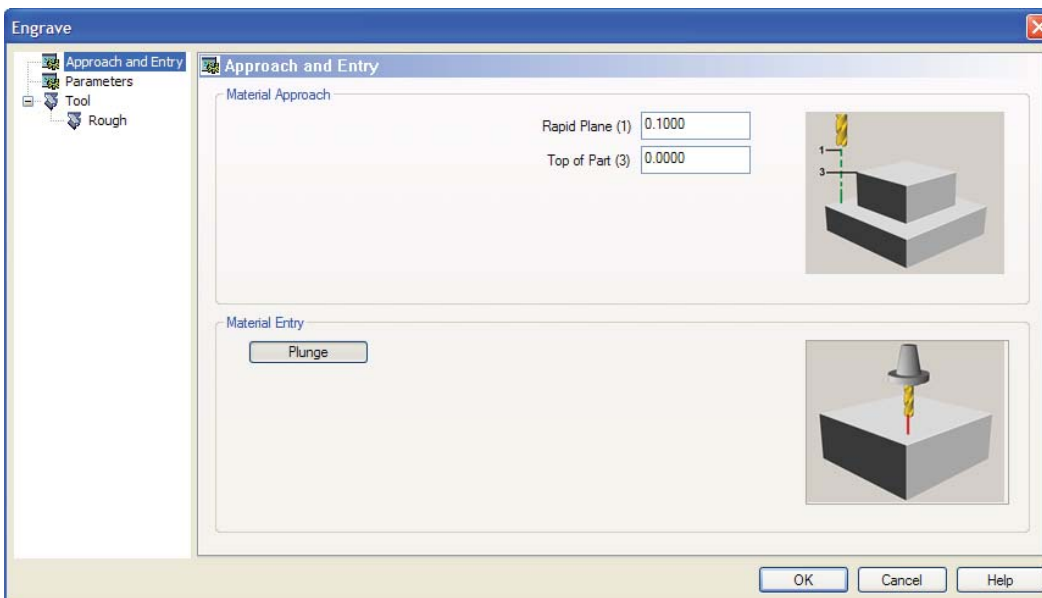 Engrave
Approach and Entry
Parameters
Tool
Rough
Approach and Entry
Material Approach
Rapid Plane (1) 0.1000
Top of Part (3) 0.0000
1
3
Material Entry
Plunge
OK Cancel Help